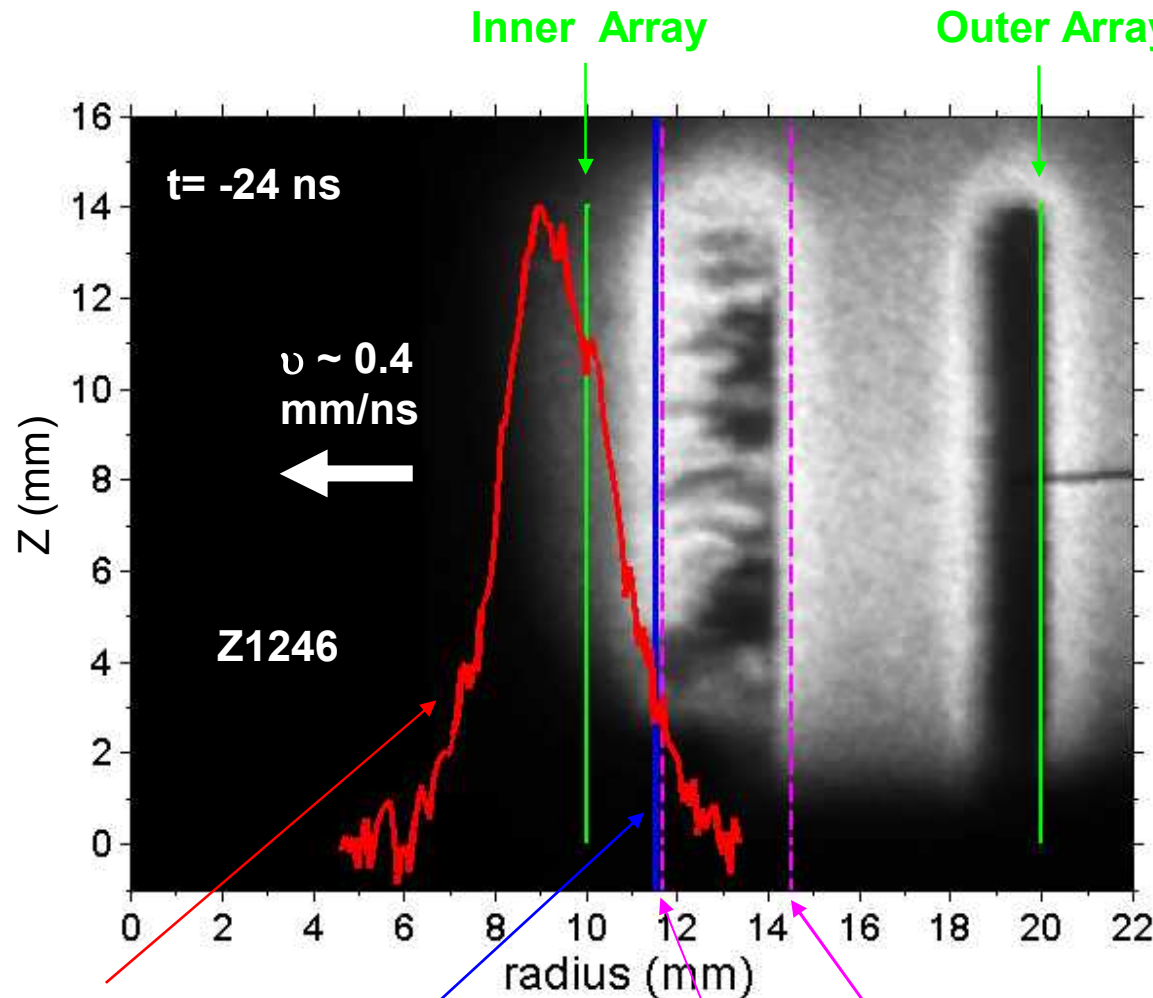 Inner Array
Outer Array
16
14
12
10
8
6
4
2
0
Z (mm)
t= -24 ns
υ ~ 0.4
mm/ns
Z1246
0 2 4 6 8 10 12 14 16 18 20 22
radius (mm)